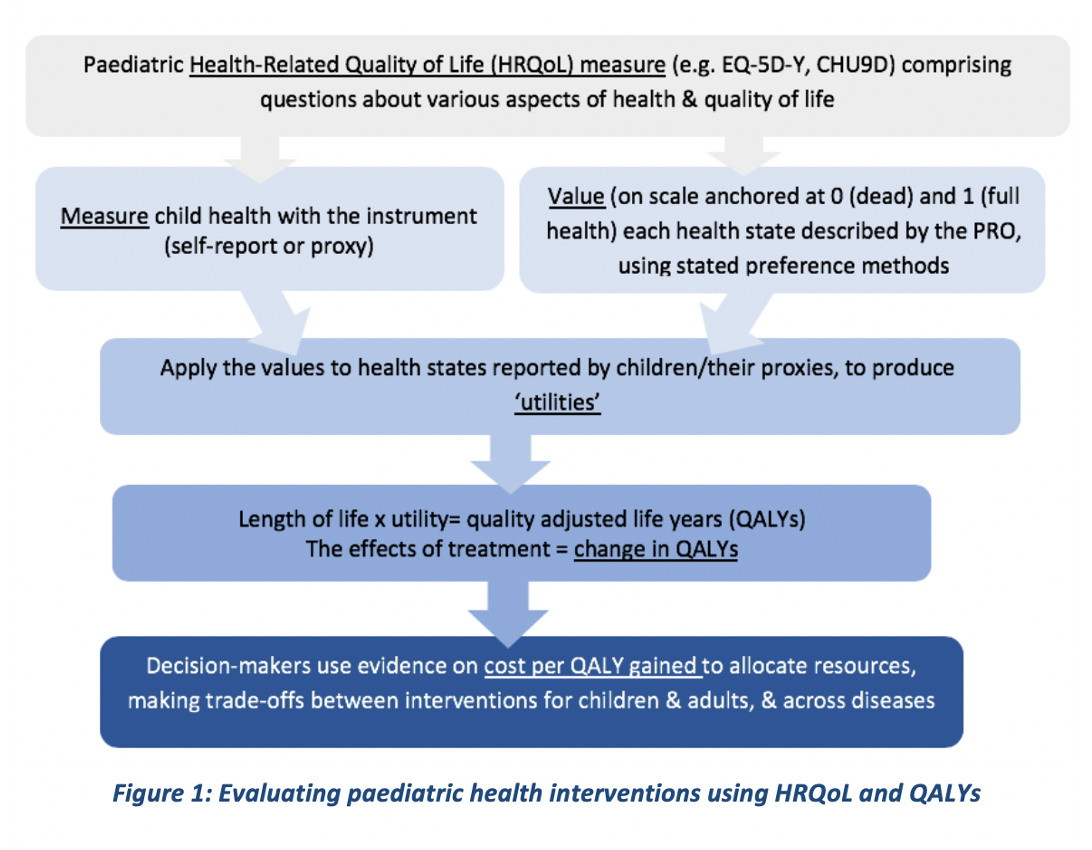 Paediatric Health-Related Quality of Life (HRQoL) measure (e.g. EQ-5D-Y, CHU9D) comprising
questions about various aspects of health & quality of life
Measure child health with the instrument
(self-report or proxy)
Value (on scale anchored at 0 (dead) and 1 (full
health) each health state described by the PRO,
using stated preference methods
Apply the values to health states reported by children/their proxies, to produce
‘utilities’
Length of life x utility= quality adjusted life years (QALYs)
The effects of treatment = change in QALYs
Decision-makers use evidence on cost per QALY gained to allocate resources,
making trade-offs between interventions for children & adults, & across diseases
Figure 1: Evaluating paediatric health interventions using HRQoL and QALYs